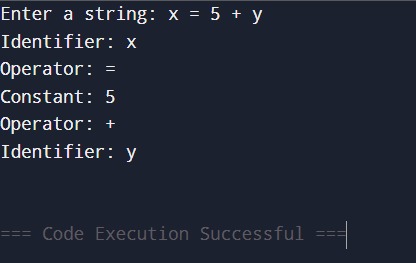 Enter a string: x = 5 + y
Identifier: x
Operator: =
Constant: 5
Operator: +
Identifier: y
=== Code Execution Successful ===